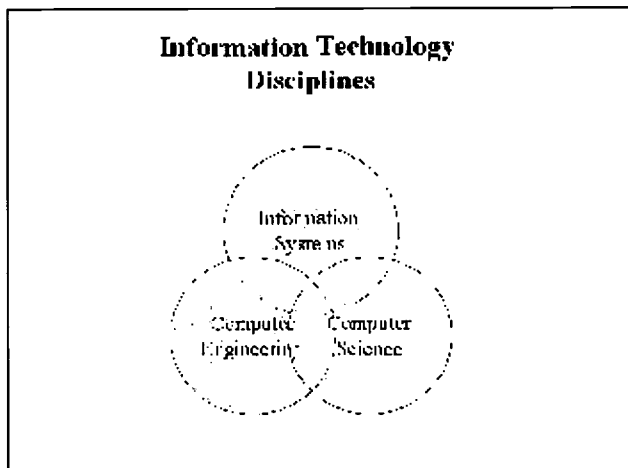 Information Technology
Disciplines
Information
Systems
Computer
Engineering
Computer
Science